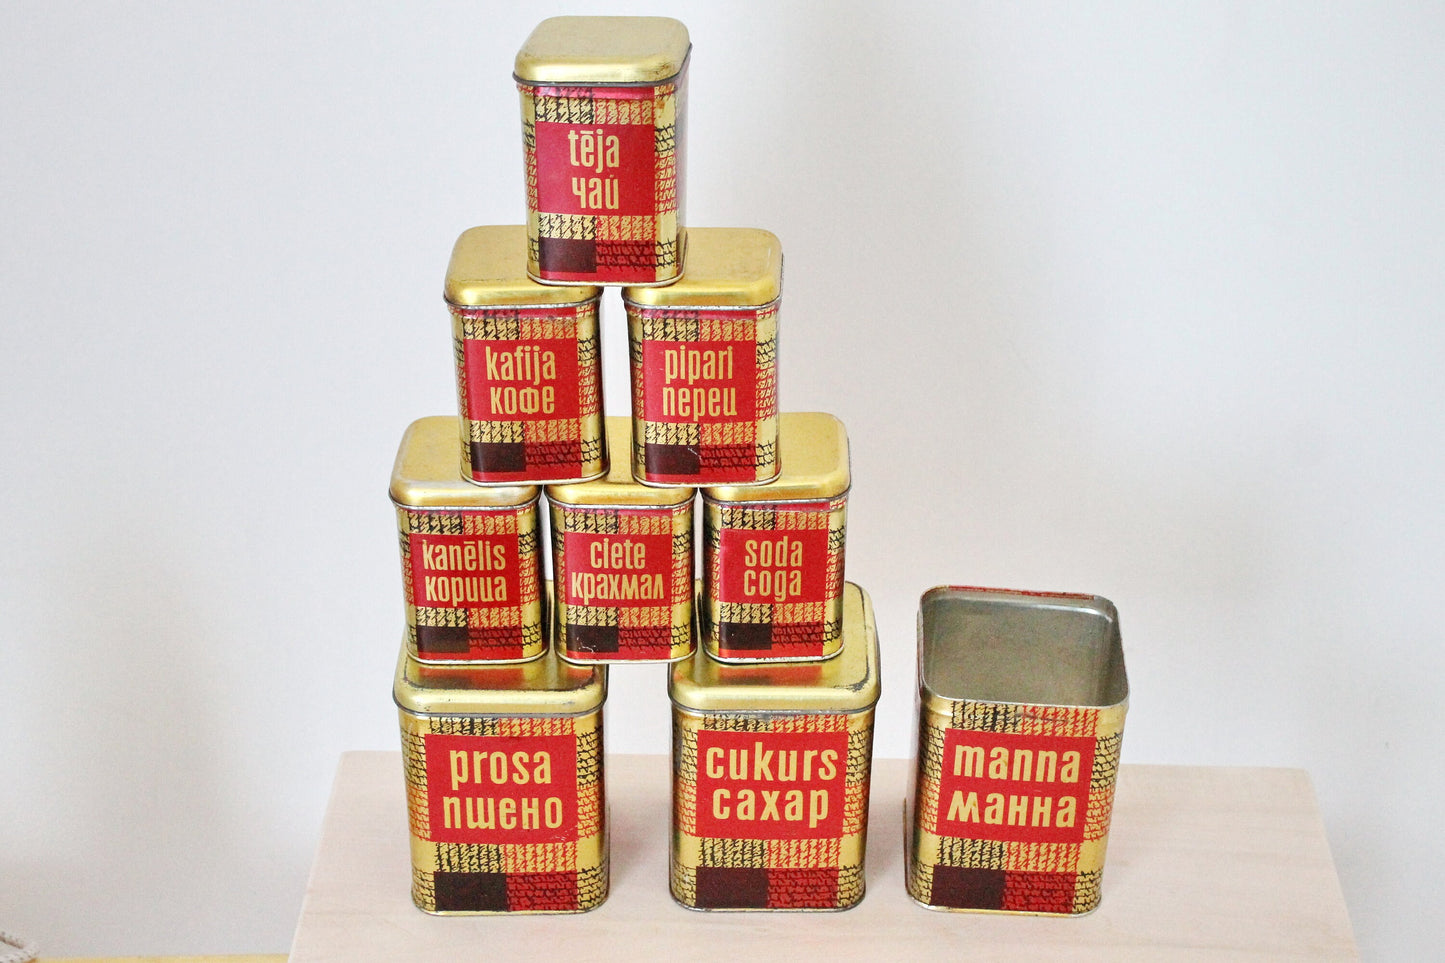 tēja
чай
kafija
кофе
pipari
перец
kanēlis
корица
ciete
крахмал
soda
сода
prosa
пшено
cukurs
сахар
manna
манна